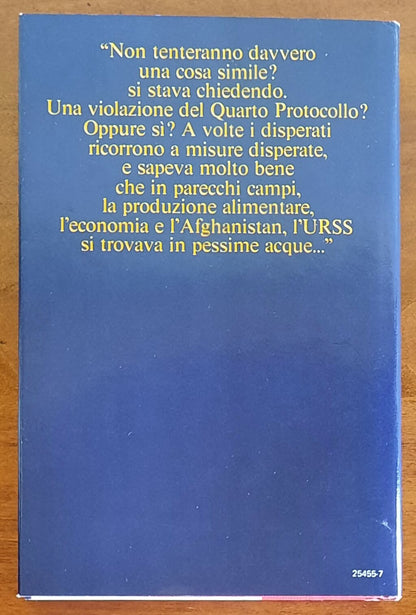 “Non tenteranno davvero
una cosa simile?
si stava chiedendo.
Una violazione del Quarto Protocollo?
Oppure sì? A volte i disperati
ricorrono a misure disperate,
e sapeva molto bene
che in parecchi campi,
la produzione alimentare,
l’economia e l’Afghanistan, l’URSS
si trovava in pessime acque...”
25455-7